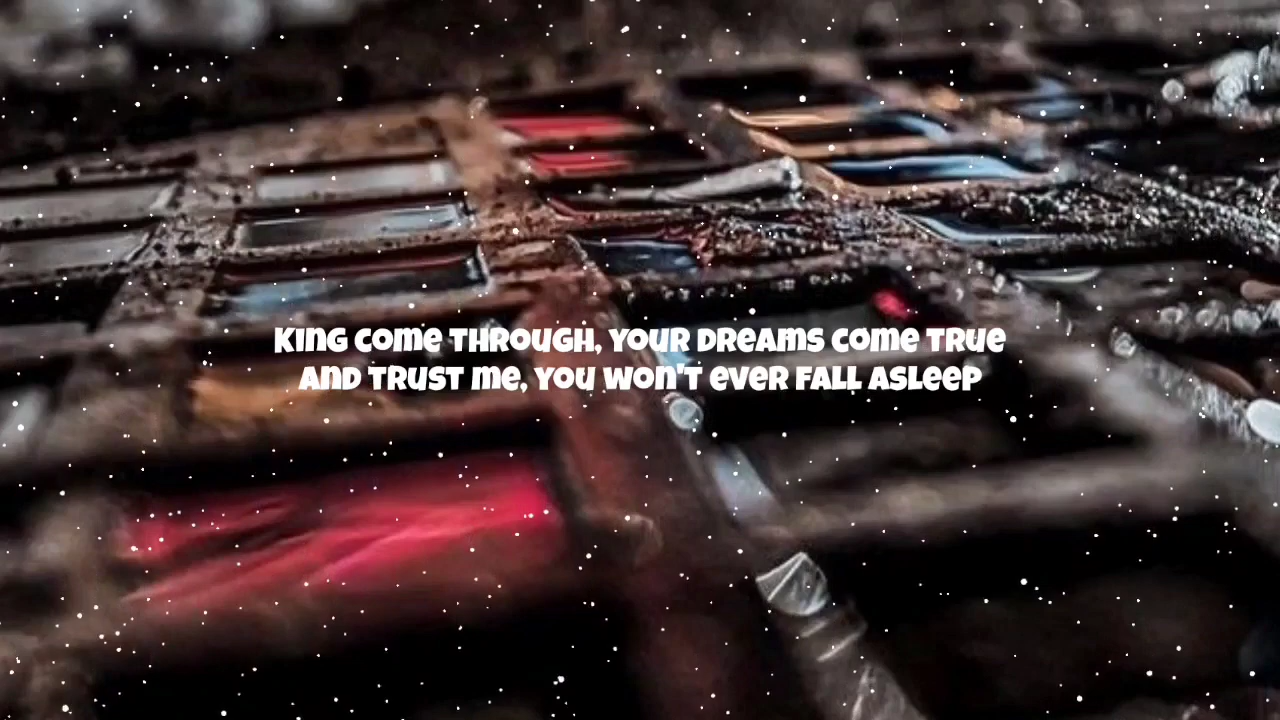 King come through, your dreams come true
and trust me, you won't ever fall asleep